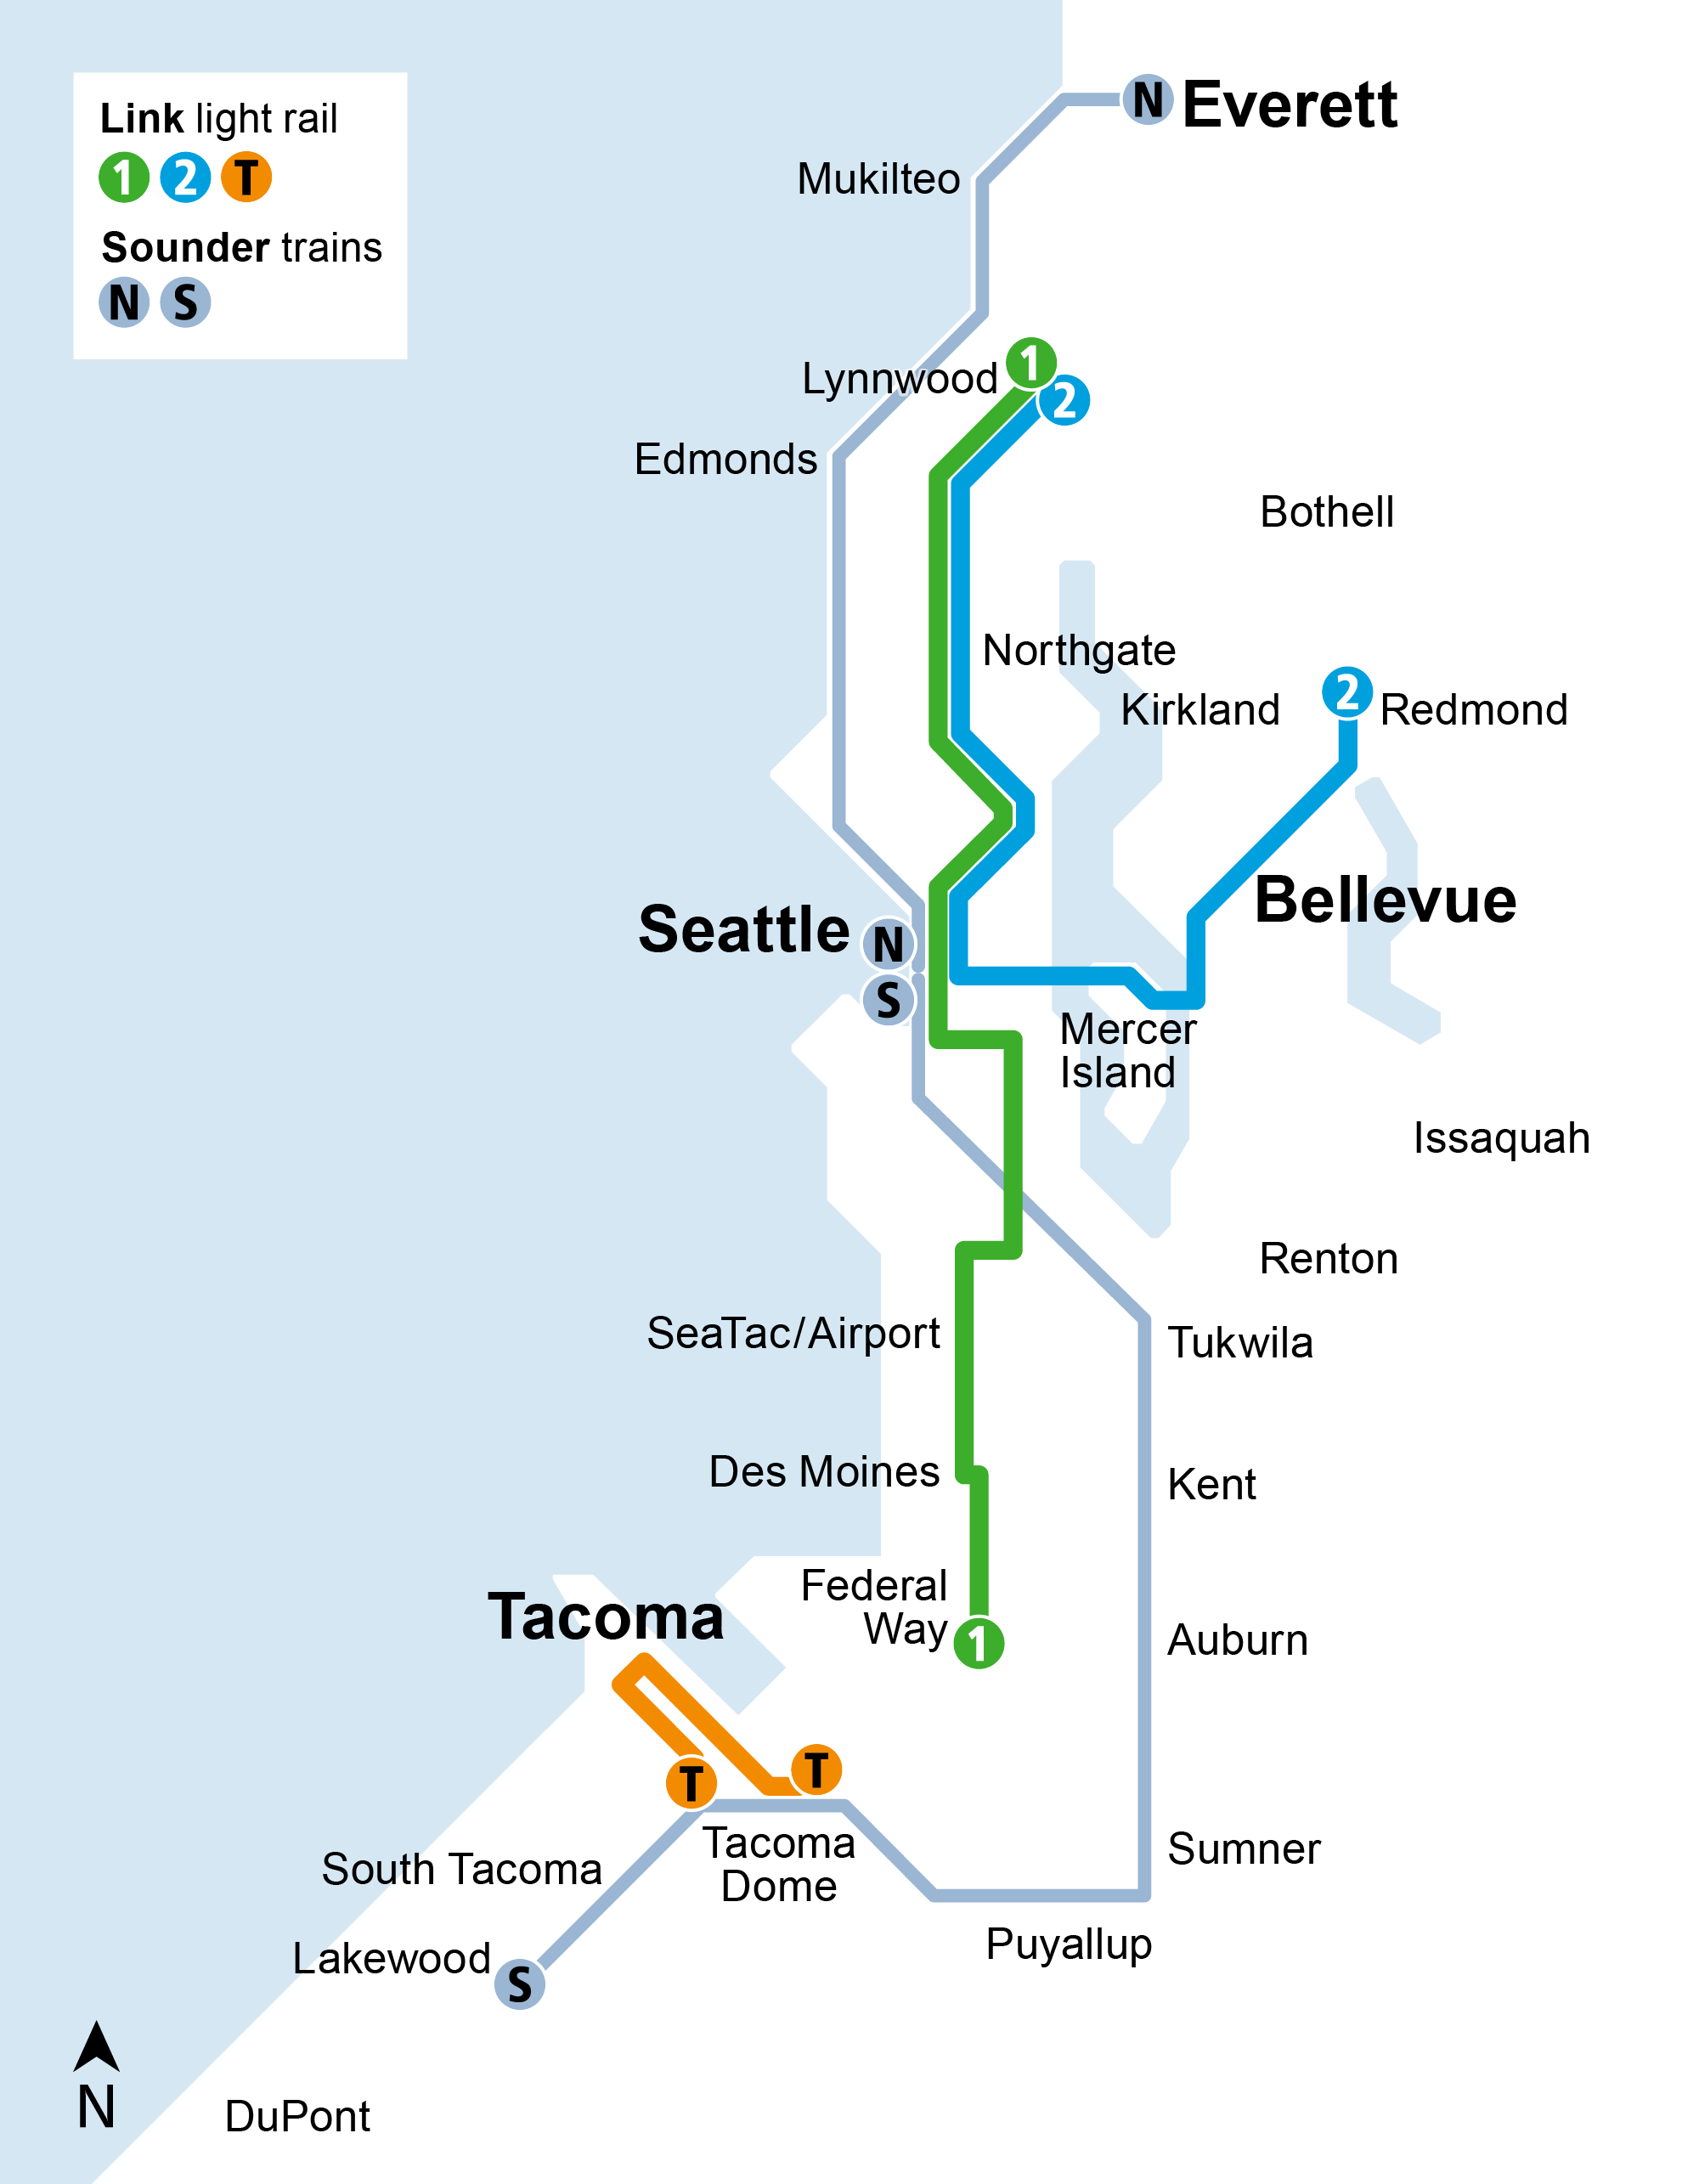 Link light rail
1 2 T
Sounder trains
N S
N Everett
Mukilteo
1
Lynnwood
2
Edmonds
Bothell
Northgate
2
Kirkland
Redmond
Bellevue
Seattle N
S
Mercer
Island
Issaquah
Renton
SeaTac/Airport
Tukwila
Des Moines
Kent
Federal
Way
1
Auburn
Tacoma
T
T
Tacoma
Dome
Sumner
South Tacoma
Puyallup
Lakewood
S
N
DuPont